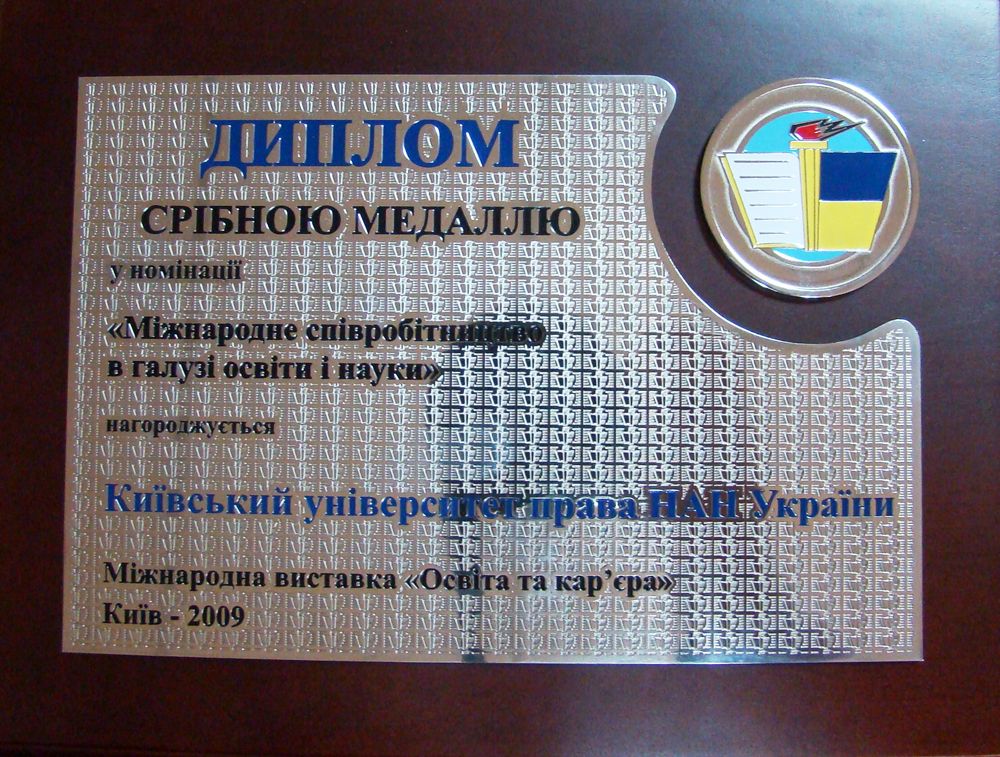 ДИПЛОМ
СРІБНОЮ МЕДАЛЛЮ
у номінації
«Міжнародне співробітництво
в галузі освіти і науки»
нагороджується
Київський університет права НАН України
Міжнародна виставка «Освіта та кар’єра»
Київ - 2009